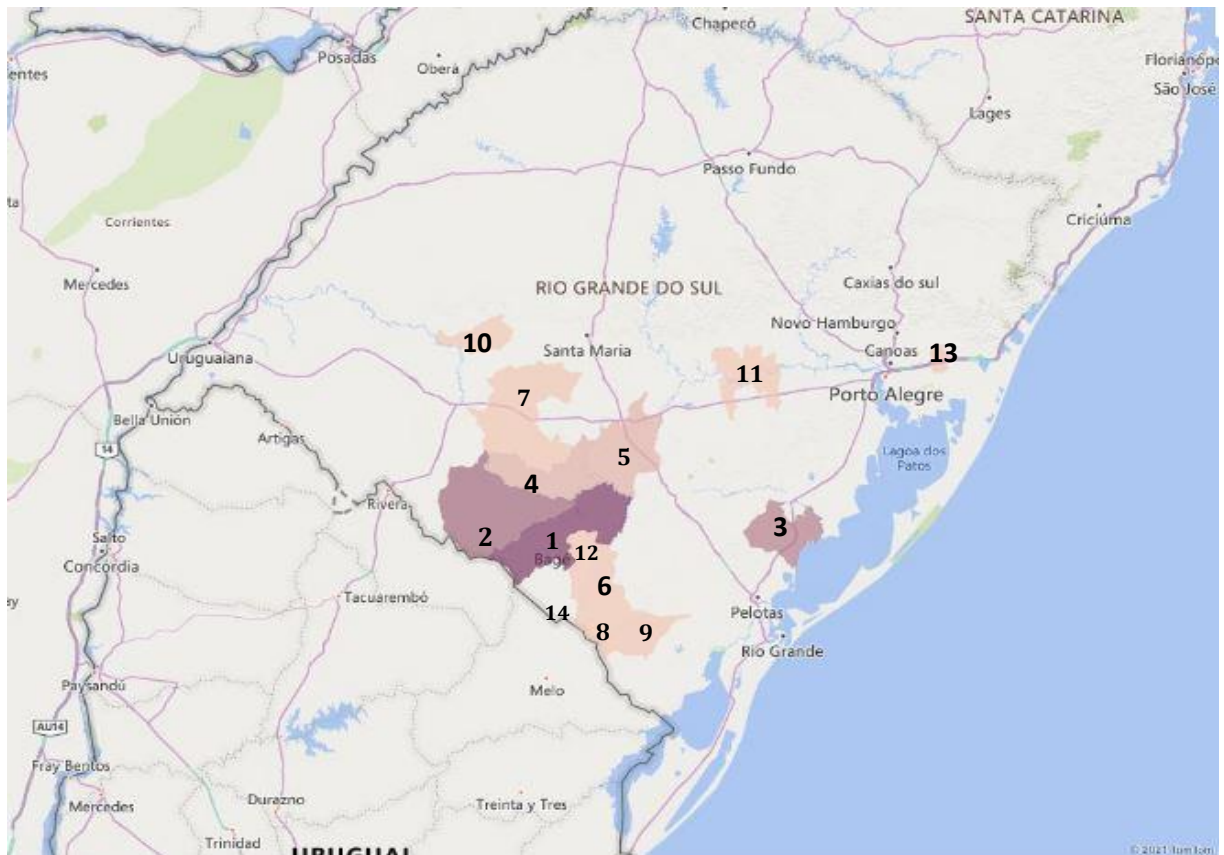 SANTA CATARINA
Chapecó
Posadas
Oberá
entes
Florianópo
São José
Lages
Passo Fundo
ta
Corrientes
Criciúma
Mercedes
Caxias do sul
RIO GRANDE DO SUL
Novo Hamburgo
10
Santa Maria
Canoas
13
Uruguaiana
11
7
Porto Alegre
Bella Unión
Artigas
14
5
Lagoa dos
Patos
4
Rivera
3
2
1
Salto
12
Bagé
Concordia
6
ey
Tacuarembó
14
Pelotas
8
9
Rio Grande
Paysandú
Melo
AU14
Fray Bentos
Mercedes
Durazno
Treinta y Tres
Trinidad
URUGUAI
© 2021 TomTom